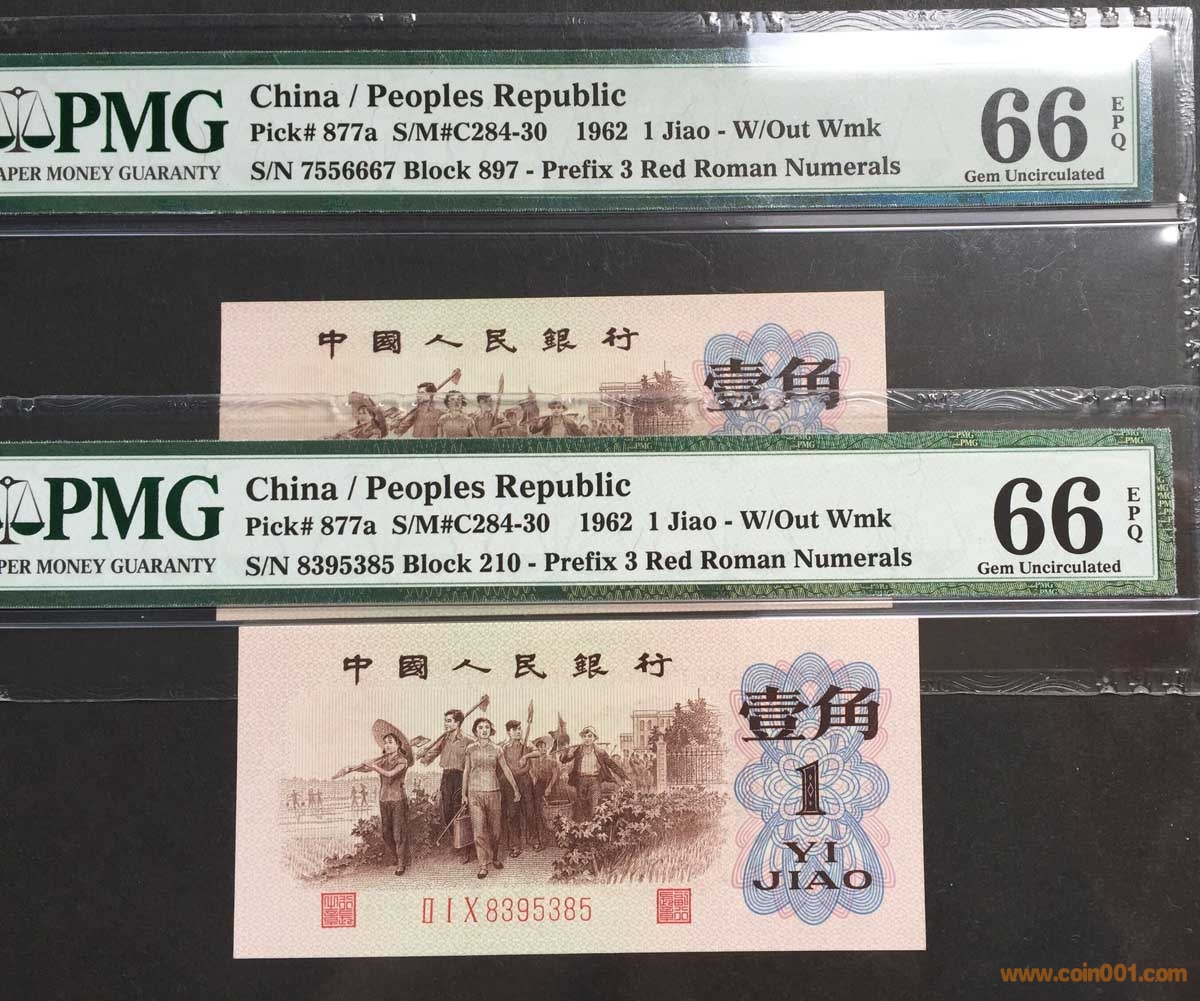 PMG
China / Peoples Republic
Pick# 877a S/M#C284-30 1962 1 Jiao - W/Out Wmk
S/N 7556667 Block 897 - Prefix 3 Red Roman Numerals
APER MONEY GUARANTY
66
EPQ
Gem Uncirculated
中國人民銀行
壹角
PMG
China / Peoples Republic
Pick# 877a S/M#C284-30 1962 1 Jiao - W/Out Wmk
S/N 8395385 Block 210 - Prefix 3 Red Roman Numerals
PER MONEY GUARANTY
66
EPQ
Gem Uncirculated
中國人民銀行
壹角
1
YI
JIAO
II I X 8395385
www.coin001.com